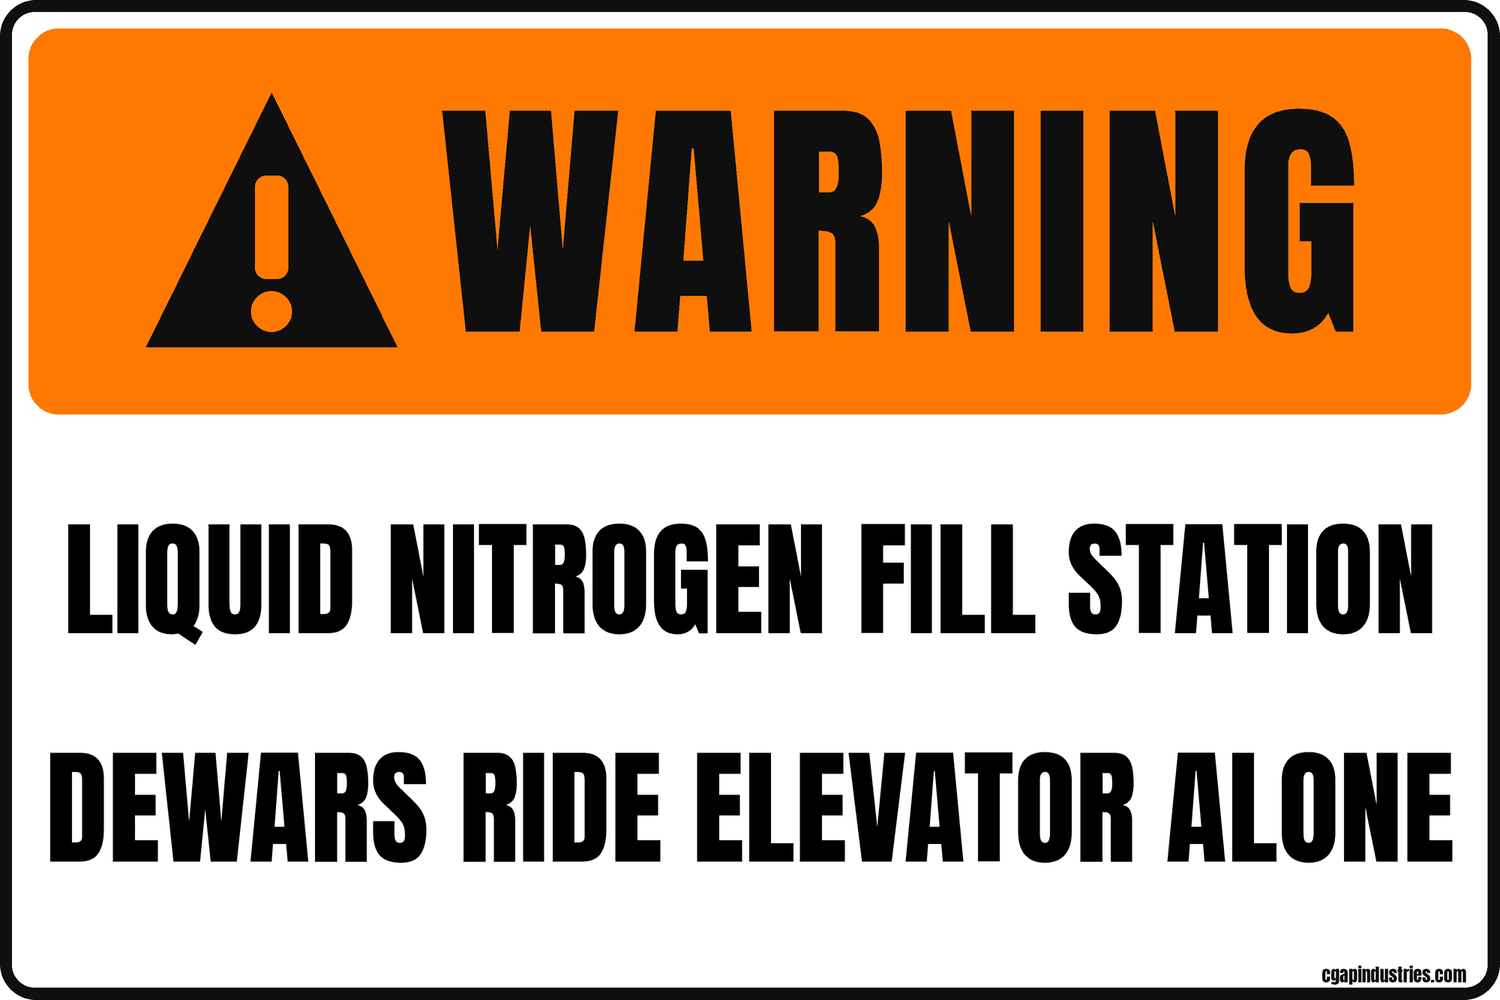 WARNING
LIQUID NITROGEN FILL STATION
DEWARS RIDE ELEVATOR ALONE
cgapindustries.com